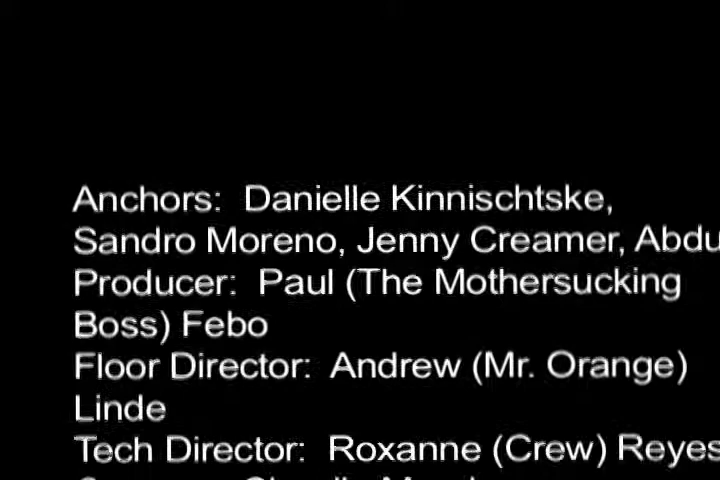 Anchors:  Danielle Kinnischtske,
Sandro Moreno, Jenny Creamer, Abdu
Producer:  Paul (The Mothersucking
Boss) Febo
Floor Director:  Andrew (Mr. Orange)
Linde
Tech Director:  Roxanne (Crew) Reyes